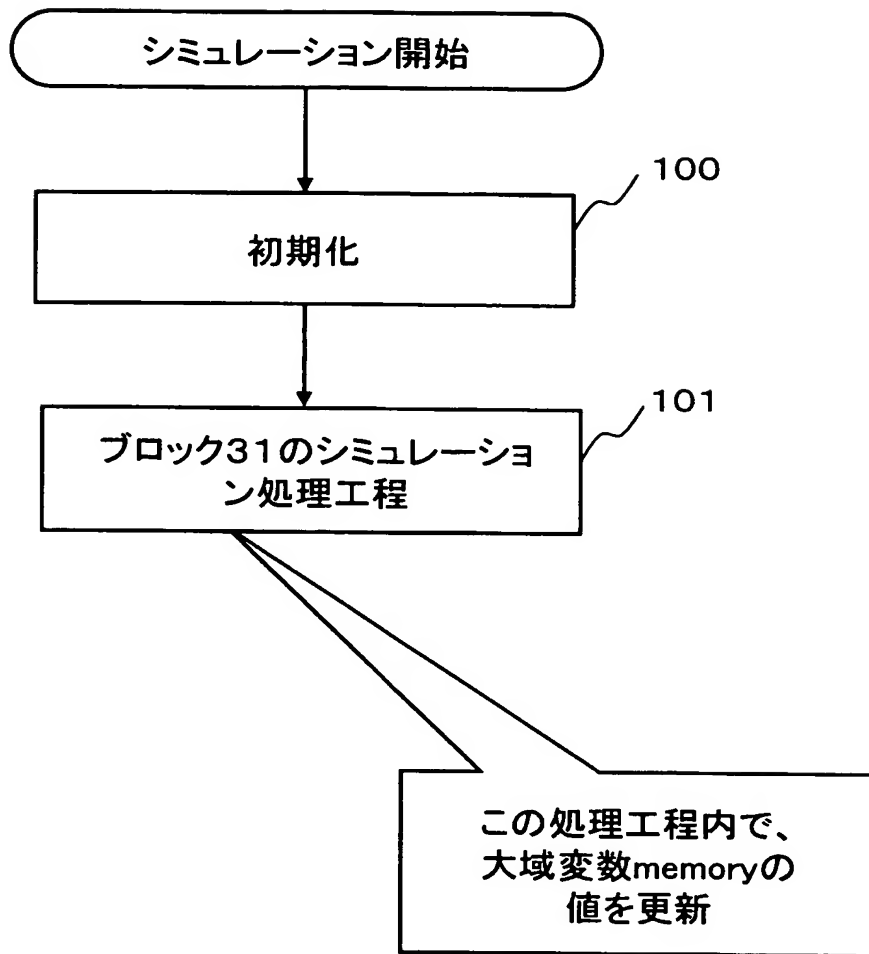 シミュレーション開始
100
初期化
101
ブロック31のシミュレーショ
ン処理工程
この処理工程内で、
大域変数memoryの
値を更新